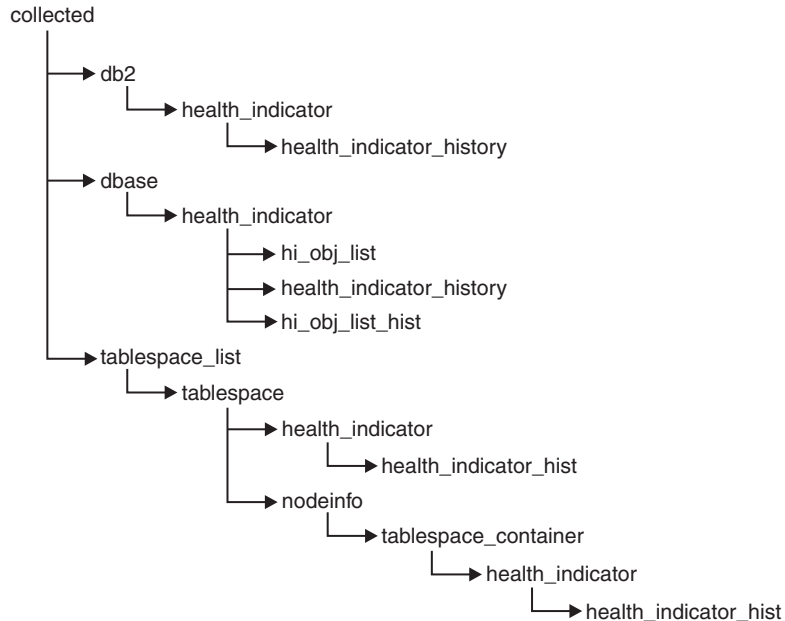 collected
db2
health_indicator
health_indicator_history
dbase
health_indicator
hi_obj_list
health_indicator_history
hi_obj_list_hist
tablespace_list
tablespace
health_indicator
health_indicator_hist
nodeinfo
tablespace_container
health_indicator
health_indicator_hist